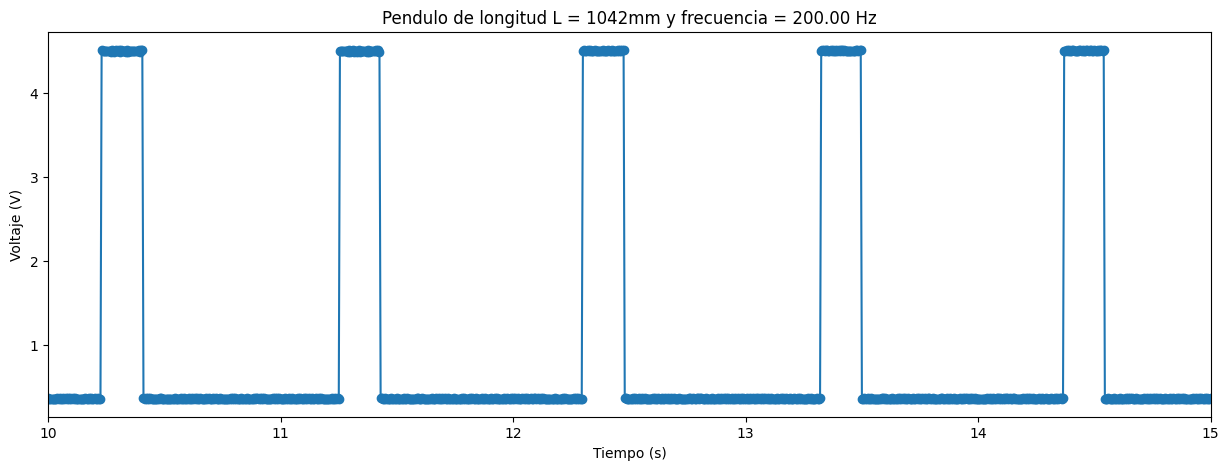 Pendulo de longitud L = 1042mm y frecuencia = 200.00 Hz
Voltaje (V)
4
3
2
1
10 11 12 13 14 15
Tiempo (s)